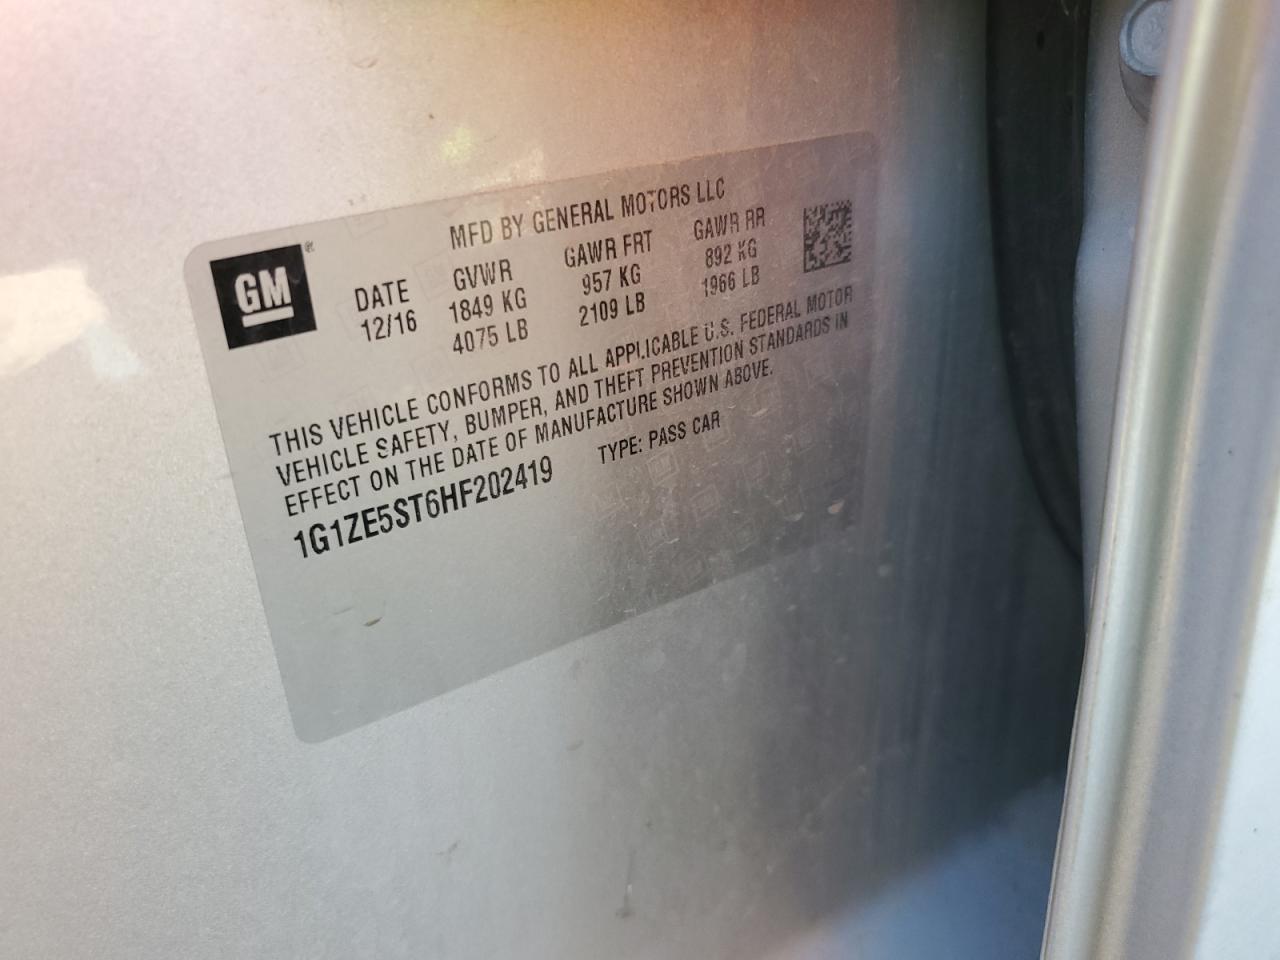 GM®
MFD BY GENERAL MOTORS LLC
DATE GVWR GAWR FRT GAWR RR
12/16 1849 KG 957 KG 892 KG
4075 LB 2109 LB 1966 LB
THIS VEHICLE CONFORMS TO ALL APPLICABLE U.S. FEDERAL MOTOR
VEHICLE SAFETY, BUMPER, AND THEFT PREVENTION STANDARDS IN
EFFECT ON THE DATE OF MANUFACTURE SHOWN ABOVE.
1G1ZE5ST6HF202419 TYPE: PASS CAR